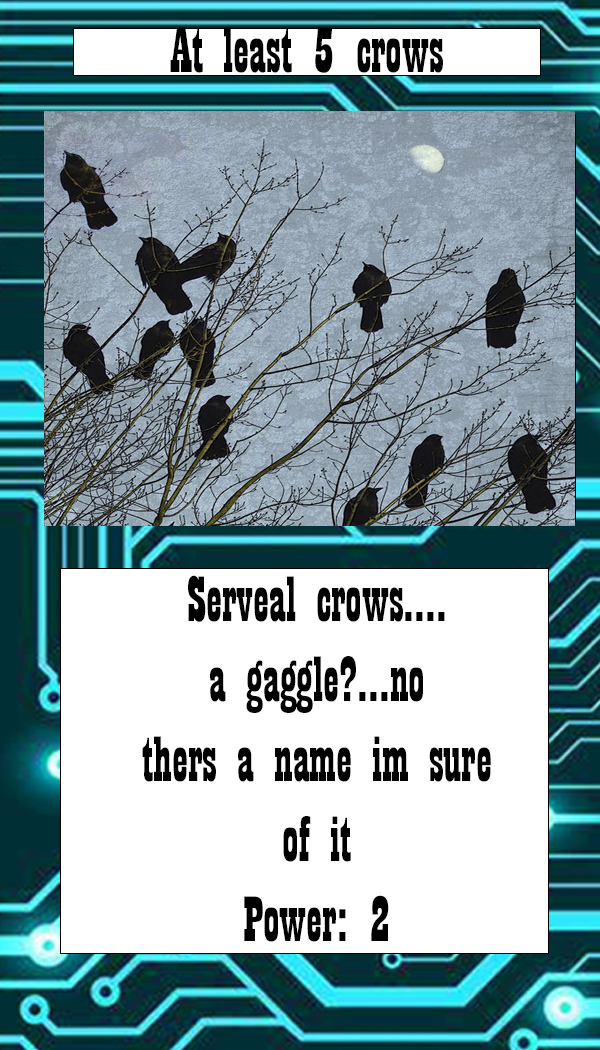 At least 5 crows
Serveal crows....
a gaggle?...no
thers a name im sure
of it
Power: 2